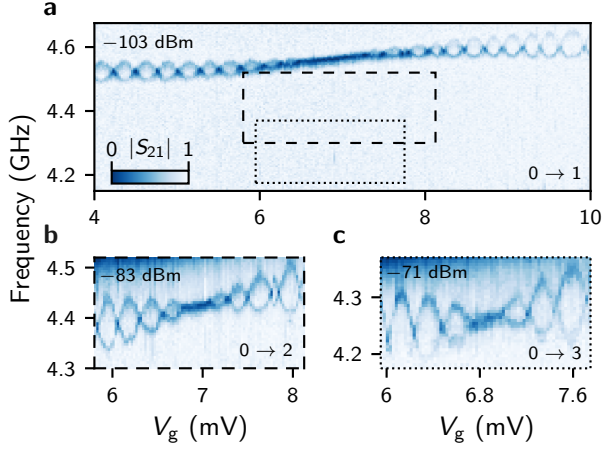 a
−103 dBm
4.6
4.4
4.2
0 |S21| 1
0 → 1
4 6 8 10
Frequency (GHz)
b
−83 dBm
4.5
4.4
4.3
0 → 2
6 7 8
Vg (mV)
c
−71 dBm
4.3
4.2
0 → 3
6.0 6.8 7.6
Vg (mV)